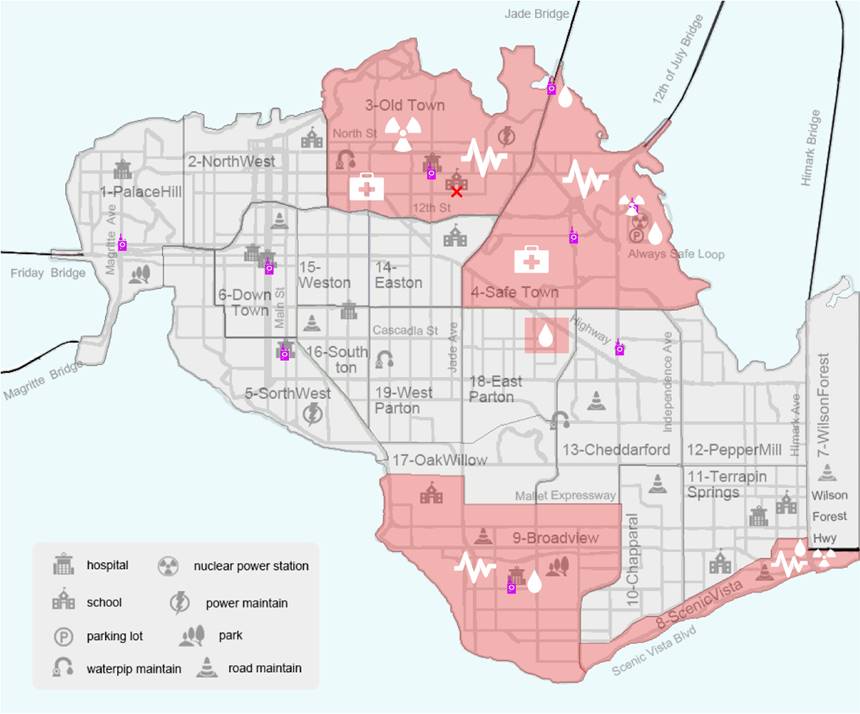 Jade Bridge
12th of July Bridge
3-Old Town
North St
Himark Bridge
2-NorthWest
1-PalaceHill
12th St
Magritte Ave
Always Safe Loop
Friday Bridge
15-
Weston
14-
Easton
4-Safe Town
6-Down
Town
Main St
Highway
Cascadla St
Jade Ave
Independence Ave
16-South
ton
Magritte Bridge
5-SorthWest
19-West
Parton
18-East
Parton
Himark Ave
7-WilsonForest
13-Cheddarford
12-PepperMill
17-OakWillow
11-Terrapin
Springs
Mallet Expressway
Wilson
Forest
Hwy
9-Broadview
10-Chapparal
8-ScenicVista
Scenic Vista Blvd
hospital
nuclear power station
school
power maintain
parking lot
park
waterpip maintain
road maintain